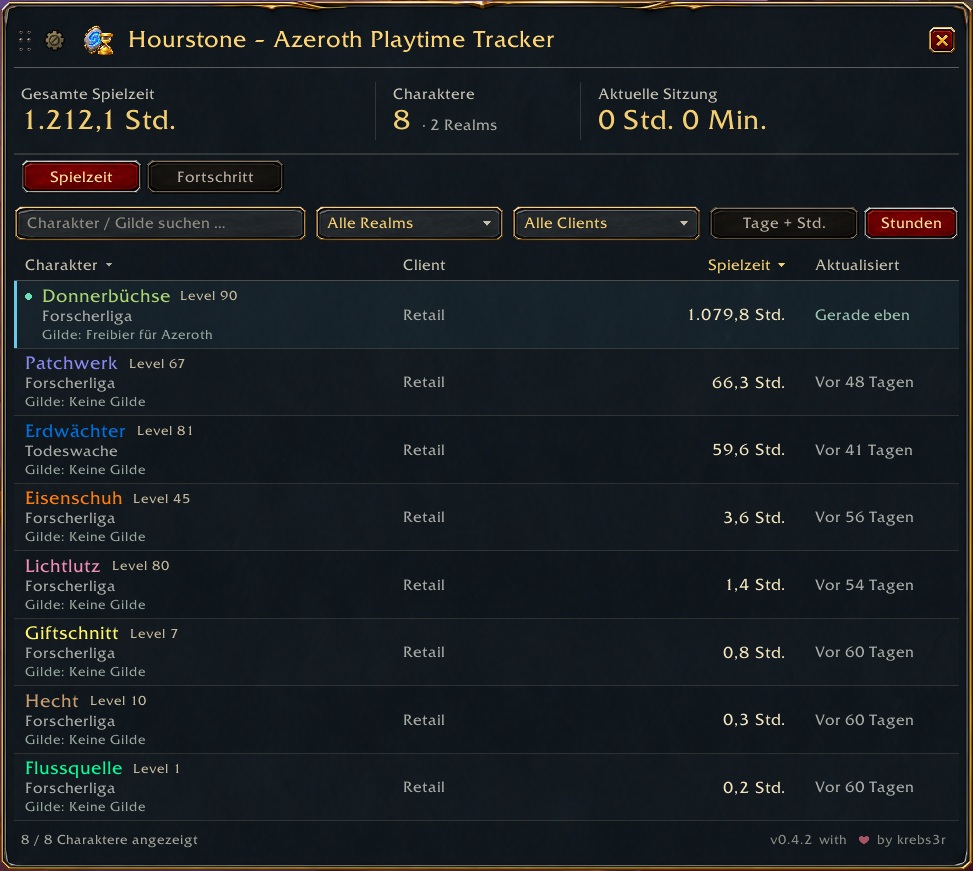 Hourstone - Azeroth Playtime Tracker
Gesamte Spielzeit
1.212,1 Std.
Charaktere
8 · 2 Realms
Aktuelle Sitzung
0 Std. 0 Min.
Spielzeit Fortschritt
Charakter / Gilde suchen ... Alle Realms Alle Clients Tage + Std. Stunden
Charakter Client Spielzeit Aktualisiert
Donnerbüchse Level 90
Forscherliga
Gilde: Freibier für Azeroth
Retail 1.079,8 Std. Gerade eben
Patchwerk Level 67
Forscherliga
Gilde: Keine Gilde
Retail 66,3 Std. Vor 48 Tagen
Erdwächter Level 81
Todeswache
Gilde: Keine Gilde
Retail 59,6 Std. Vor 41 Tagen
Eisenschuh Level 45
Forscherliga
Gilde: Keine Gilde
Retail 3,6 Std. Vor 56 Tagen
Lichtlutz Level 80
Forscherliga
Gilde: Keine Gilde
Retail 1,4 Std. Vor 54 Tagen
Giftschnitt Level 7
Forscherliga
Gilde: Keine Gilde
Retail 0,8 Std. Vor 60 Tagen
Hecht Level 10
Forscherliga
Gilde: Keine Gilde
Retail 0,3 Std. Vor 60 Tagen
Flussquelle Level 1
Forscherliga
Gilde: Keine Gilde
Retail 0,2 Std. Vor 60 Tagen
8 / 8 Charaktere angezeigt
v0.4.2 with ♥ by krebs3r